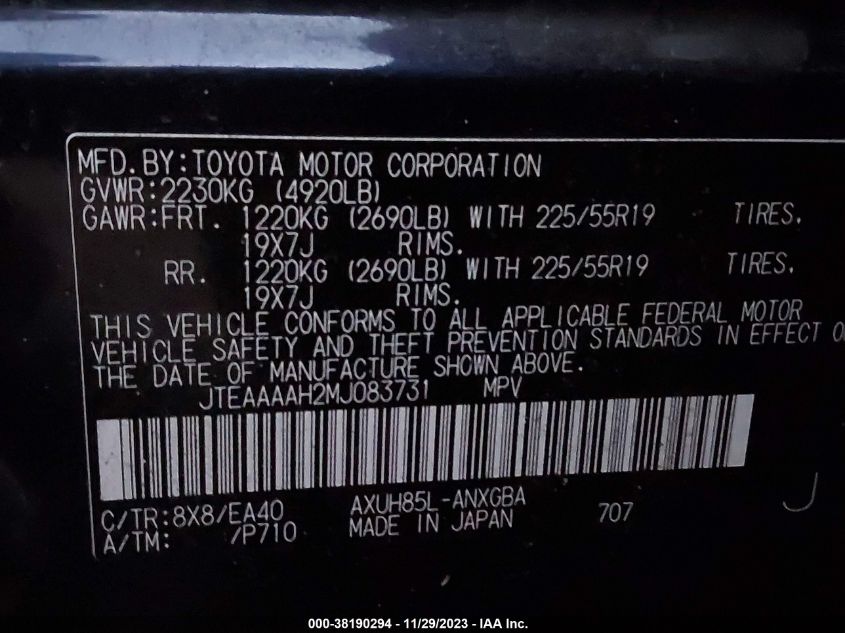 MFD.BY:TOYOTA MOTOR CORPORATION
GVWR:2230KG (4920LB)
GAWR:FRT. 1220KG (2690LB) WITH 225/55R19 TIRES.
19X7J RIMS.
RR. 1220KG (2690LB) WITH 225/55R19 TIRES.
19X7J RIMS.
THIS VEHICLE CONFORMS TO ALL APPLICABLE FEDERAL MOTOR
VEHICLE SAFETY AND THEFT PREVENTION STANDARDS IN EFFECT
THE DATE OF MANUFACTURE SHOWN ABOVE.
JTEAAAAH2MJ083731 MPV
C/TR:8X8/EA40 AXUH85L-ANXGBA 707
A/TM: /P710 MADE IN JAPAN
J
000-38190294 - 11/29/2023 - IAA Inc.